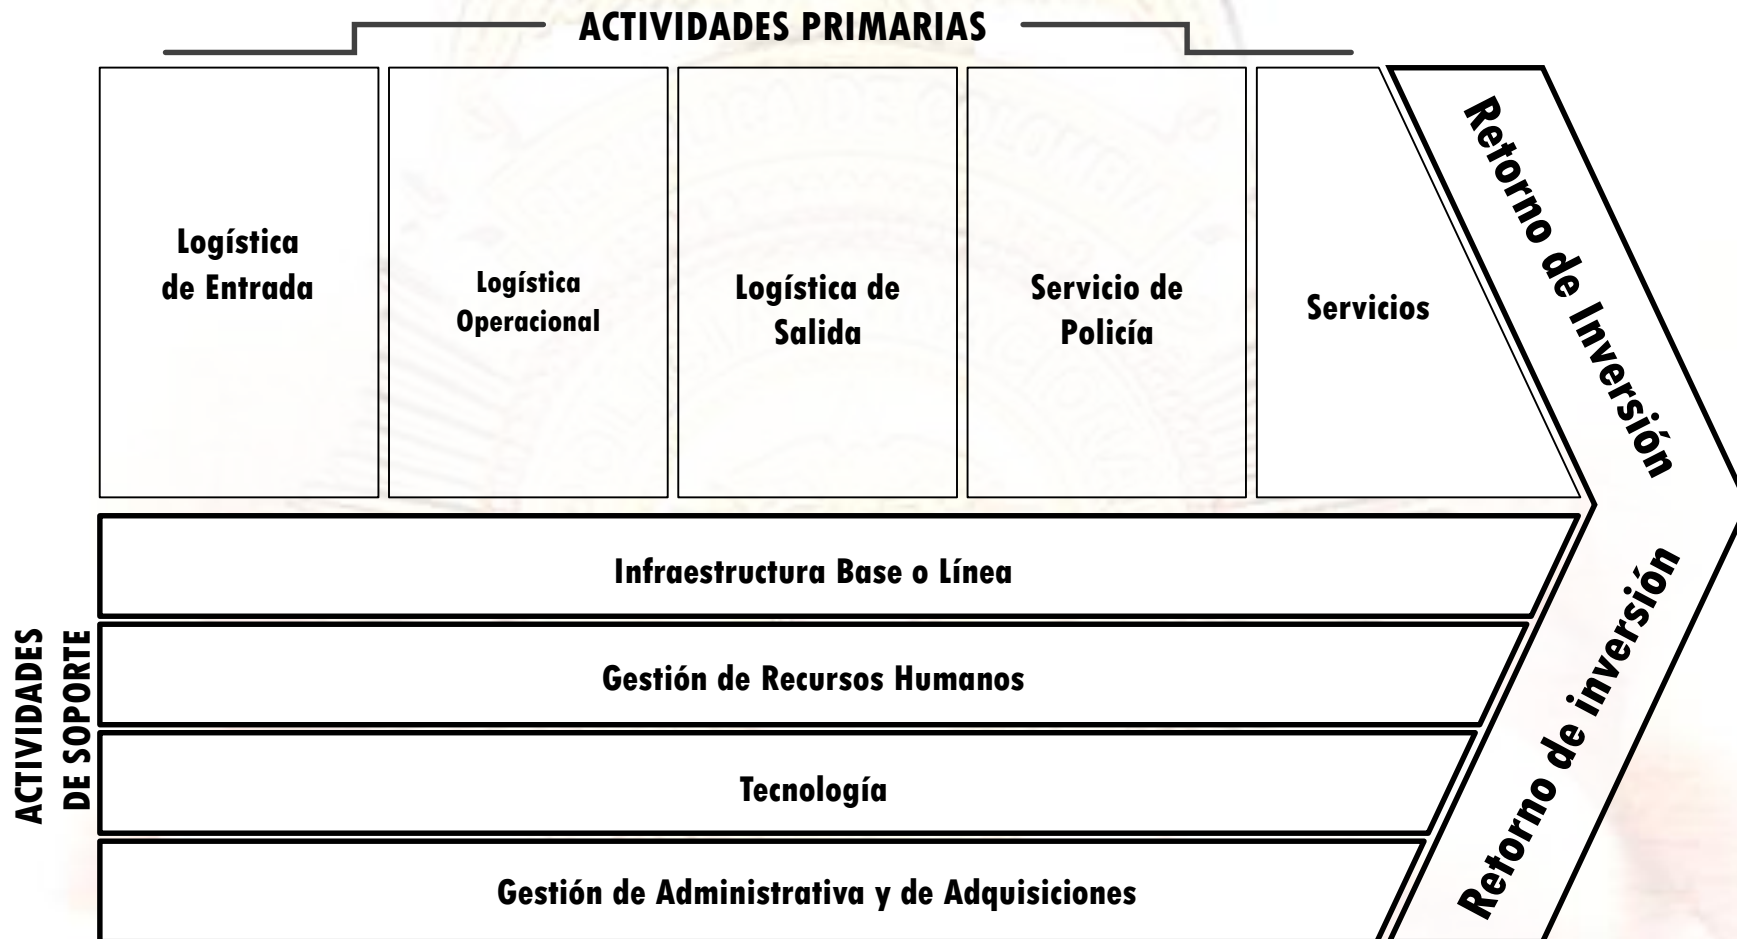 ACTIVIDADES PRIMARIAS
Logística
de Entrada
Logística
Operacional
Logística de
Salida
Servicio de
Policía
Servicios
Retorno de Inversión
Infraestructura Base o Línea
Gestión de Recursos Humanos
Tecnología
Gestión de Administrativa y de Adquisiciones
ACTIVIDADES
DE SOPORTE
Retorno de inversión